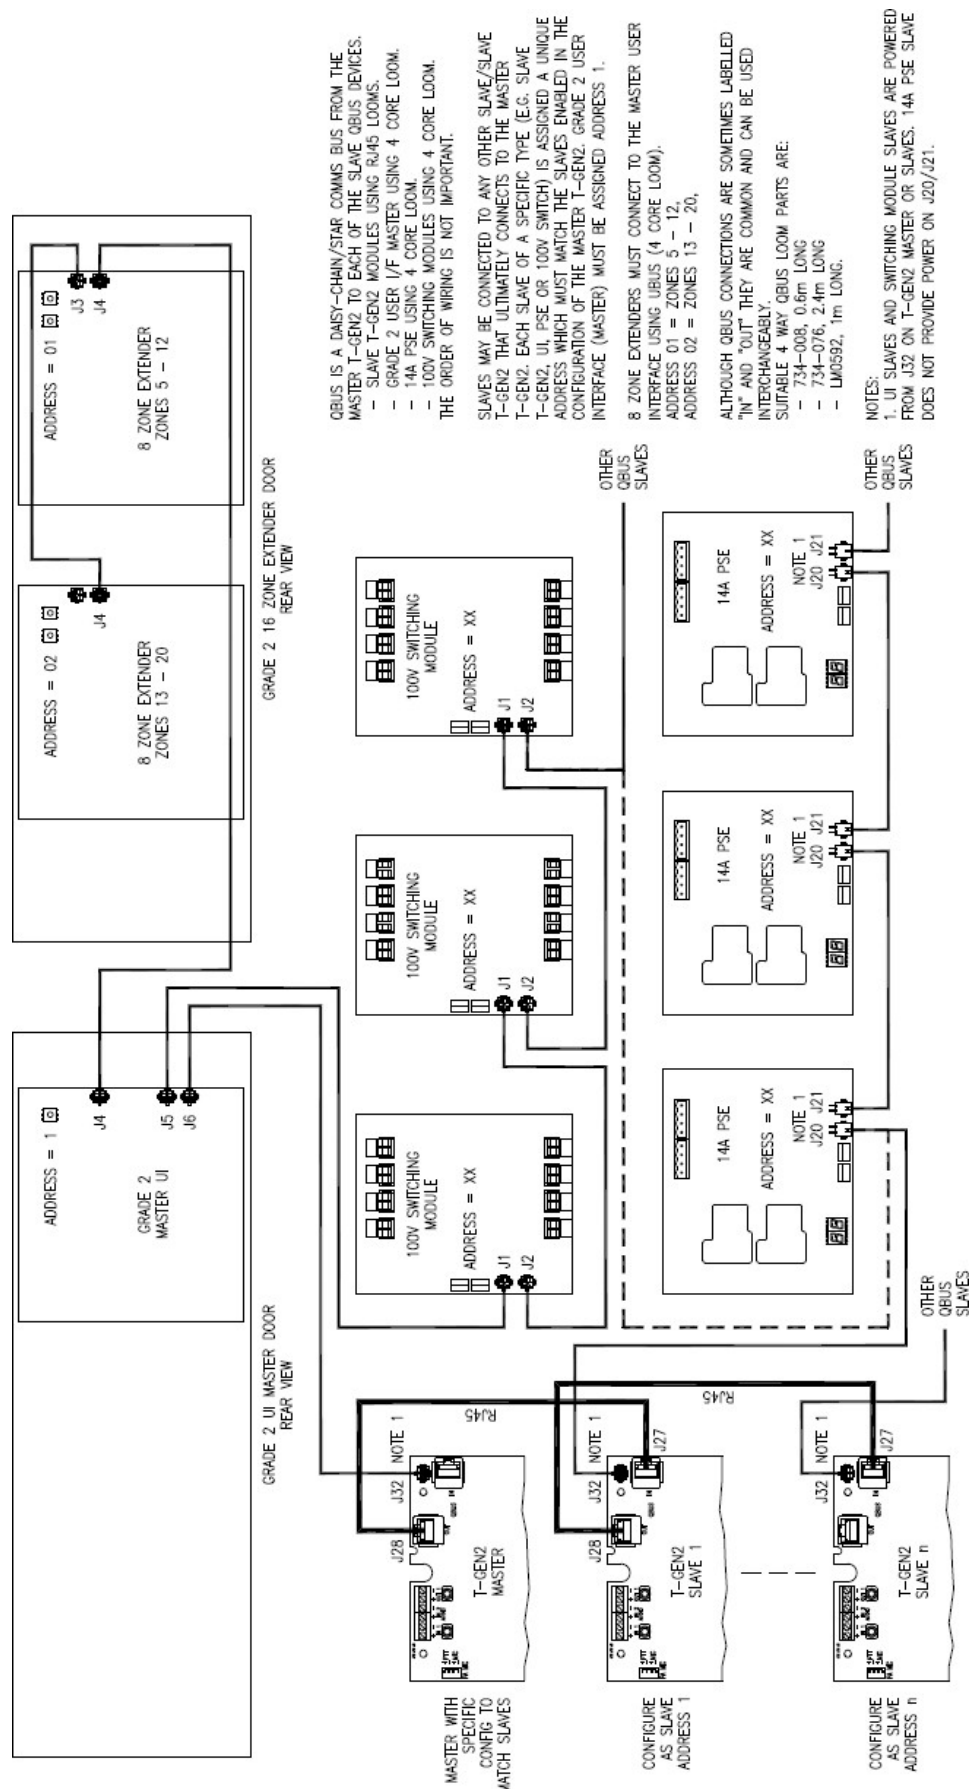 ADDRESS = 1
GRADE 2
MASTER UI
J4
J5
J6
GRADE 2 UI MASTER DOOR
REAR VIEW
ADDRESS = 02
8 ZONE EXTENDER
ZONES 13 - 20
J4
ADDRESS = 01
8 ZONE EXTENDER
ZONES 5 - 12
J3
J4
GRADE 2 16 ZONE EXTENDER DOOR
REAR VIEW
MASTER WITH
SPECIFIC
CONFIG TO
MATCH SLAVES
T-GEN2
MASTER
J28
J32
NOTE 1
RJ45
CONFIGURE
AS SLAVE
ADDRESS 1
T-GEN2
SLAVE 1
J28
J32
NOTE 1
J27
RJ45
CONFIGURE
AS SLAVE
ADDRESS n
T-GEN2
SLAVE n
J32
NOTE 1
J27
OTHER
QBUS
SLAVES
100V SWITCHING
MODULE
ADDRESS = XX
J1
J2
100V SWITCHING
MODULE
ADDRESS = XX
J1
J2
100V SWITCHING
MODULE
ADDRESS = XX
J1
J2
OTHER
QBUS
SLAVES
14A PSE
ADDRESS = XX
NOTE 1
J20 J21
14A PSE
ADDRESS = XX
NOTE 1
J20 J21
14A PSE
ADDRESS = XX
NOTE 1
J20 J21
OTHER
QBUS
SLAVES
QBUS IS A DAISY-CHAIN/STAR COMMS BUS FROM THE
MASTER T-GEN2 TO EACH OF THE SLAVE QBUS DEVICES.
- SLAVE T-GEN2 MODULES USING RJ45 LOOMS.
- GRADE 2 USER I/F MASTER USING 4 CORE LOOM.
- 14A PSE USING 4 CORE LOOM.
- 100V SWITCHING MODULES USING 4 CORE LOOM.
THE ORDER OF WIRING IS NOT IMPORTANT.
SLAVES MAY BE CONNECTED TO ANY OTHER SLAVE/SLAVE
T-GEN2 THAT ULTIMATELY CONNECTS TO THE MASTER
T-GEN2. EACH SLAVE OF A SPECIFIC TYPE (E.G. SLAVE
T-GEN2, UI, PSE OR 100V SWITCH) IS ASSIGNED A UNIQUE
ADDRESS WHICH MUST MATCH THE SLAVES ENABLED IN THE
CONFIGURATION OF THE MASTER T-GEN2. GRADE 2 USER
INTERFACE (MASTER) MUST BE ASSIGNED ADDRESS 1.
8 ZONE EXTENDERS MUST CONNECT TO THE MASTER USER
INTERFACE USING UBUS (4 CORE LOOM).
ADDRESS 01 = ZONES 5 - 12,
ADDRESS 02 = ZONES 13 - 20,
ALTHOUGH QBUS CONNECTIONS ARE SOMETIMES LABELLED
"IN" AND "OUT" THEY ARE COMMON AND CAN BE USED
INTERCHANGEABLY.
SUITABLE 4 WAY QBUS LOOM PARTS ARE:
- 734-008, 0.6m LONG
- 734-076, 2.4m LONG
- LM0592, 1m LONG.
NOTES:
1. UI SLAVES AND SWITCHING MODULE SLAVES ARE POWERED
FROM J32 ON T-GEN2 MASTER OR SLAVES. 14A PSE SLAVE
DOES NOT PROVIDE POWER ON J20/J21.